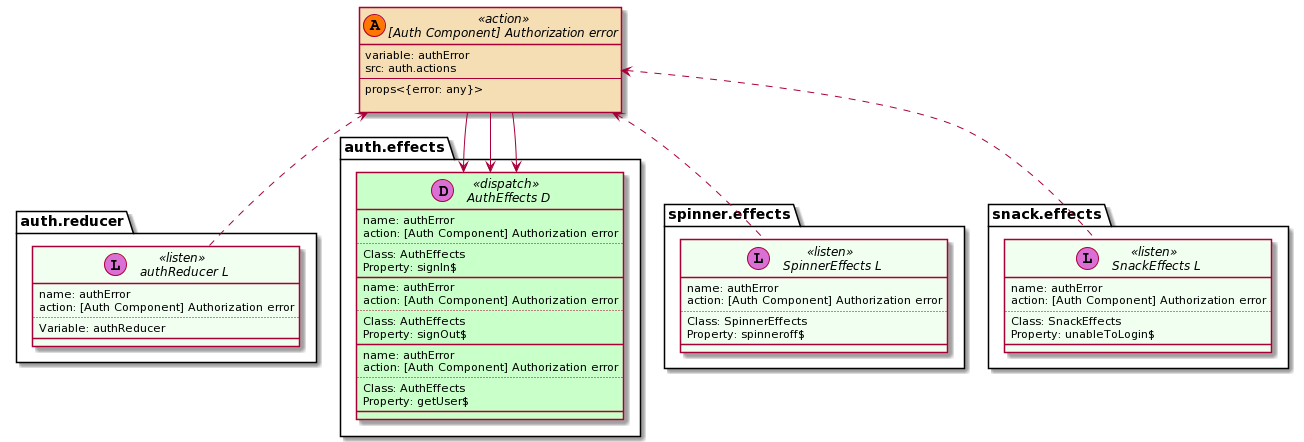 A
«action»
[Auth Component] Authorization error
variable: authError
src: auth.actions
props<{error: any}>
auth.reducer
L
«listen»
authReducer L
name: authError
action: [Auth Component] Authorization error
Variable: authReducer
auth.effects
D
«dispatch»
AuthEffects D
name: authError
action: [Auth Component] Authorization error
Class: AuthEffects
Property: signIn$
name: authError
action: [Auth Component] Authorization error
Class: AuthEffects
Property: signOut$
name: authError
action: [Auth Component] Authorization error
Class: AuthEffects
Property: getUser$
spinner.effects
L
«listen»
SpinnerEffects L
name: authError
action: [Auth Component] Authorization error
Class: SpinnerEffects
Property: spinneroff$
snack.effects
L
«listen»
SnackEffects L
name: authError
action: [Auth Component] Authorization error
Class: SnackEffects
Property: unableToLogin$